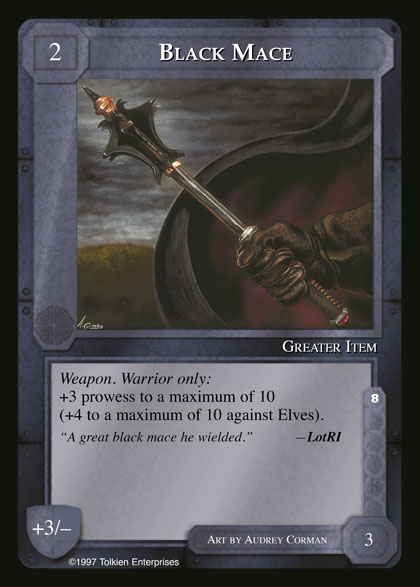 2
BLACK MACE
GREATER ITEM
Weapon. Warrior only:
+3 prowess to a maximum of 10
(+4 to a maximum of 10 against Elves).
“A great black mace he wielded.” —LotRI
8
H
+3/–
ART BY AUDREY CORMAN
3
©1997 Tolkien Enterprises